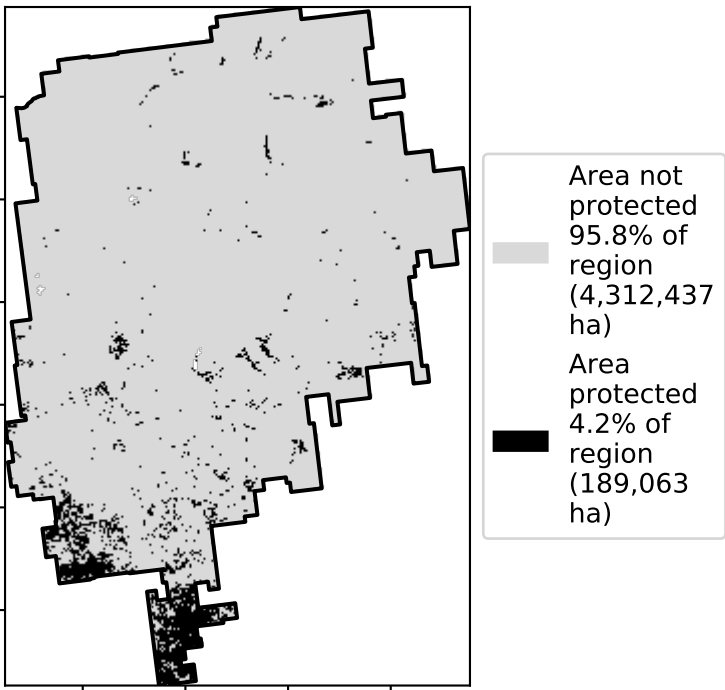 Area not
protected
95.8% of
region
(4,312,437
ha)
Area
protected
4.2% of
region
(189,063
ha)